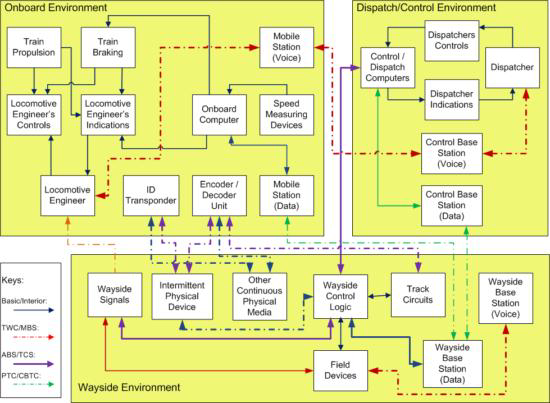 Onboard Environment
Train
Propulsion
Train
Braking
Mobile
Station
(Voice)
Locomotive
Engineer's
Controls
Locomotive
Engineer's
Indications
Onboard
Computer
Speed
Measuring
Devices
Locomotive
Engineer
ID
Transponder
Encoder /
Decoder
Unit
Mobile
Station
(Data)
Dispatch/Control Environment
Control /
Dispatch
Computers
Dispatchers
Controls
Dispatcher
Dispatcher
Indications
Control Base
Station
(Voice)
Control Base
Station
(Data)
Wayside
Signals
Intermittent
Physical
Device
Other
Continuous
Physical
Media
Wayside
Control
Logic
Track
Circuits
Wayside
Base
Station
(Voice)
Field
Devices
Wayside
Base
Station
(Data)
Wayside Environment
Keys:
Basic/Interior:
TWC/MBS:
ABS/TCS:
PTC/CBTC: